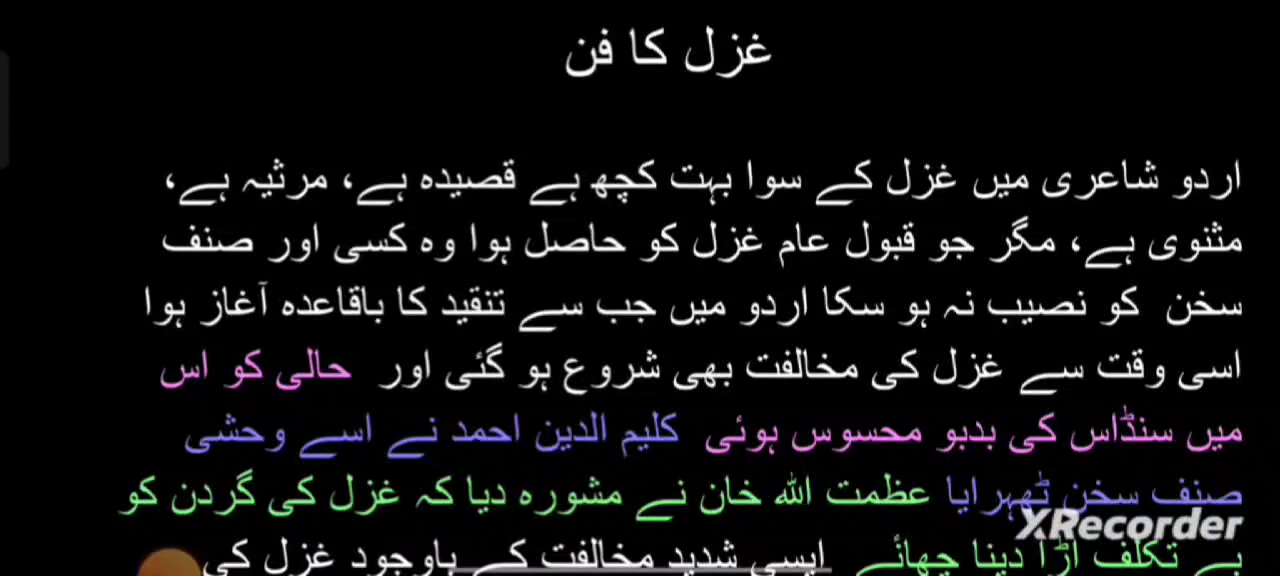 غزل کا فن
اردو شاعری میں غزل کے سوا بہت کچھ ہے قصیدہ ہے، مرثیہ ہے،
مثنوی ہے، مگر جو قبول عام غزل کو حاصل ہوا وہ کسی اور صنف
سخن کو نصیب نہ ہو سکا اردو میں جب سے تنقید کا باقاعدہ آغاز ہوا
اسی وقت سے غزل کی مخالفت بھی شروع ہو گئی اور حالی کو اس
میں سنڈاس کی بدبو محسوس ہوئی کلیم الدین احمد نے اسے وحشی
صنف سخن ٹھہرایا عظمت اللہ خان نے مشورہ دیا کہ غزل کی گردن کو
بے تکلف اڑا دینا چھائے ایسی شدید مخالفت کے باوجود غزل کی
XRecorder